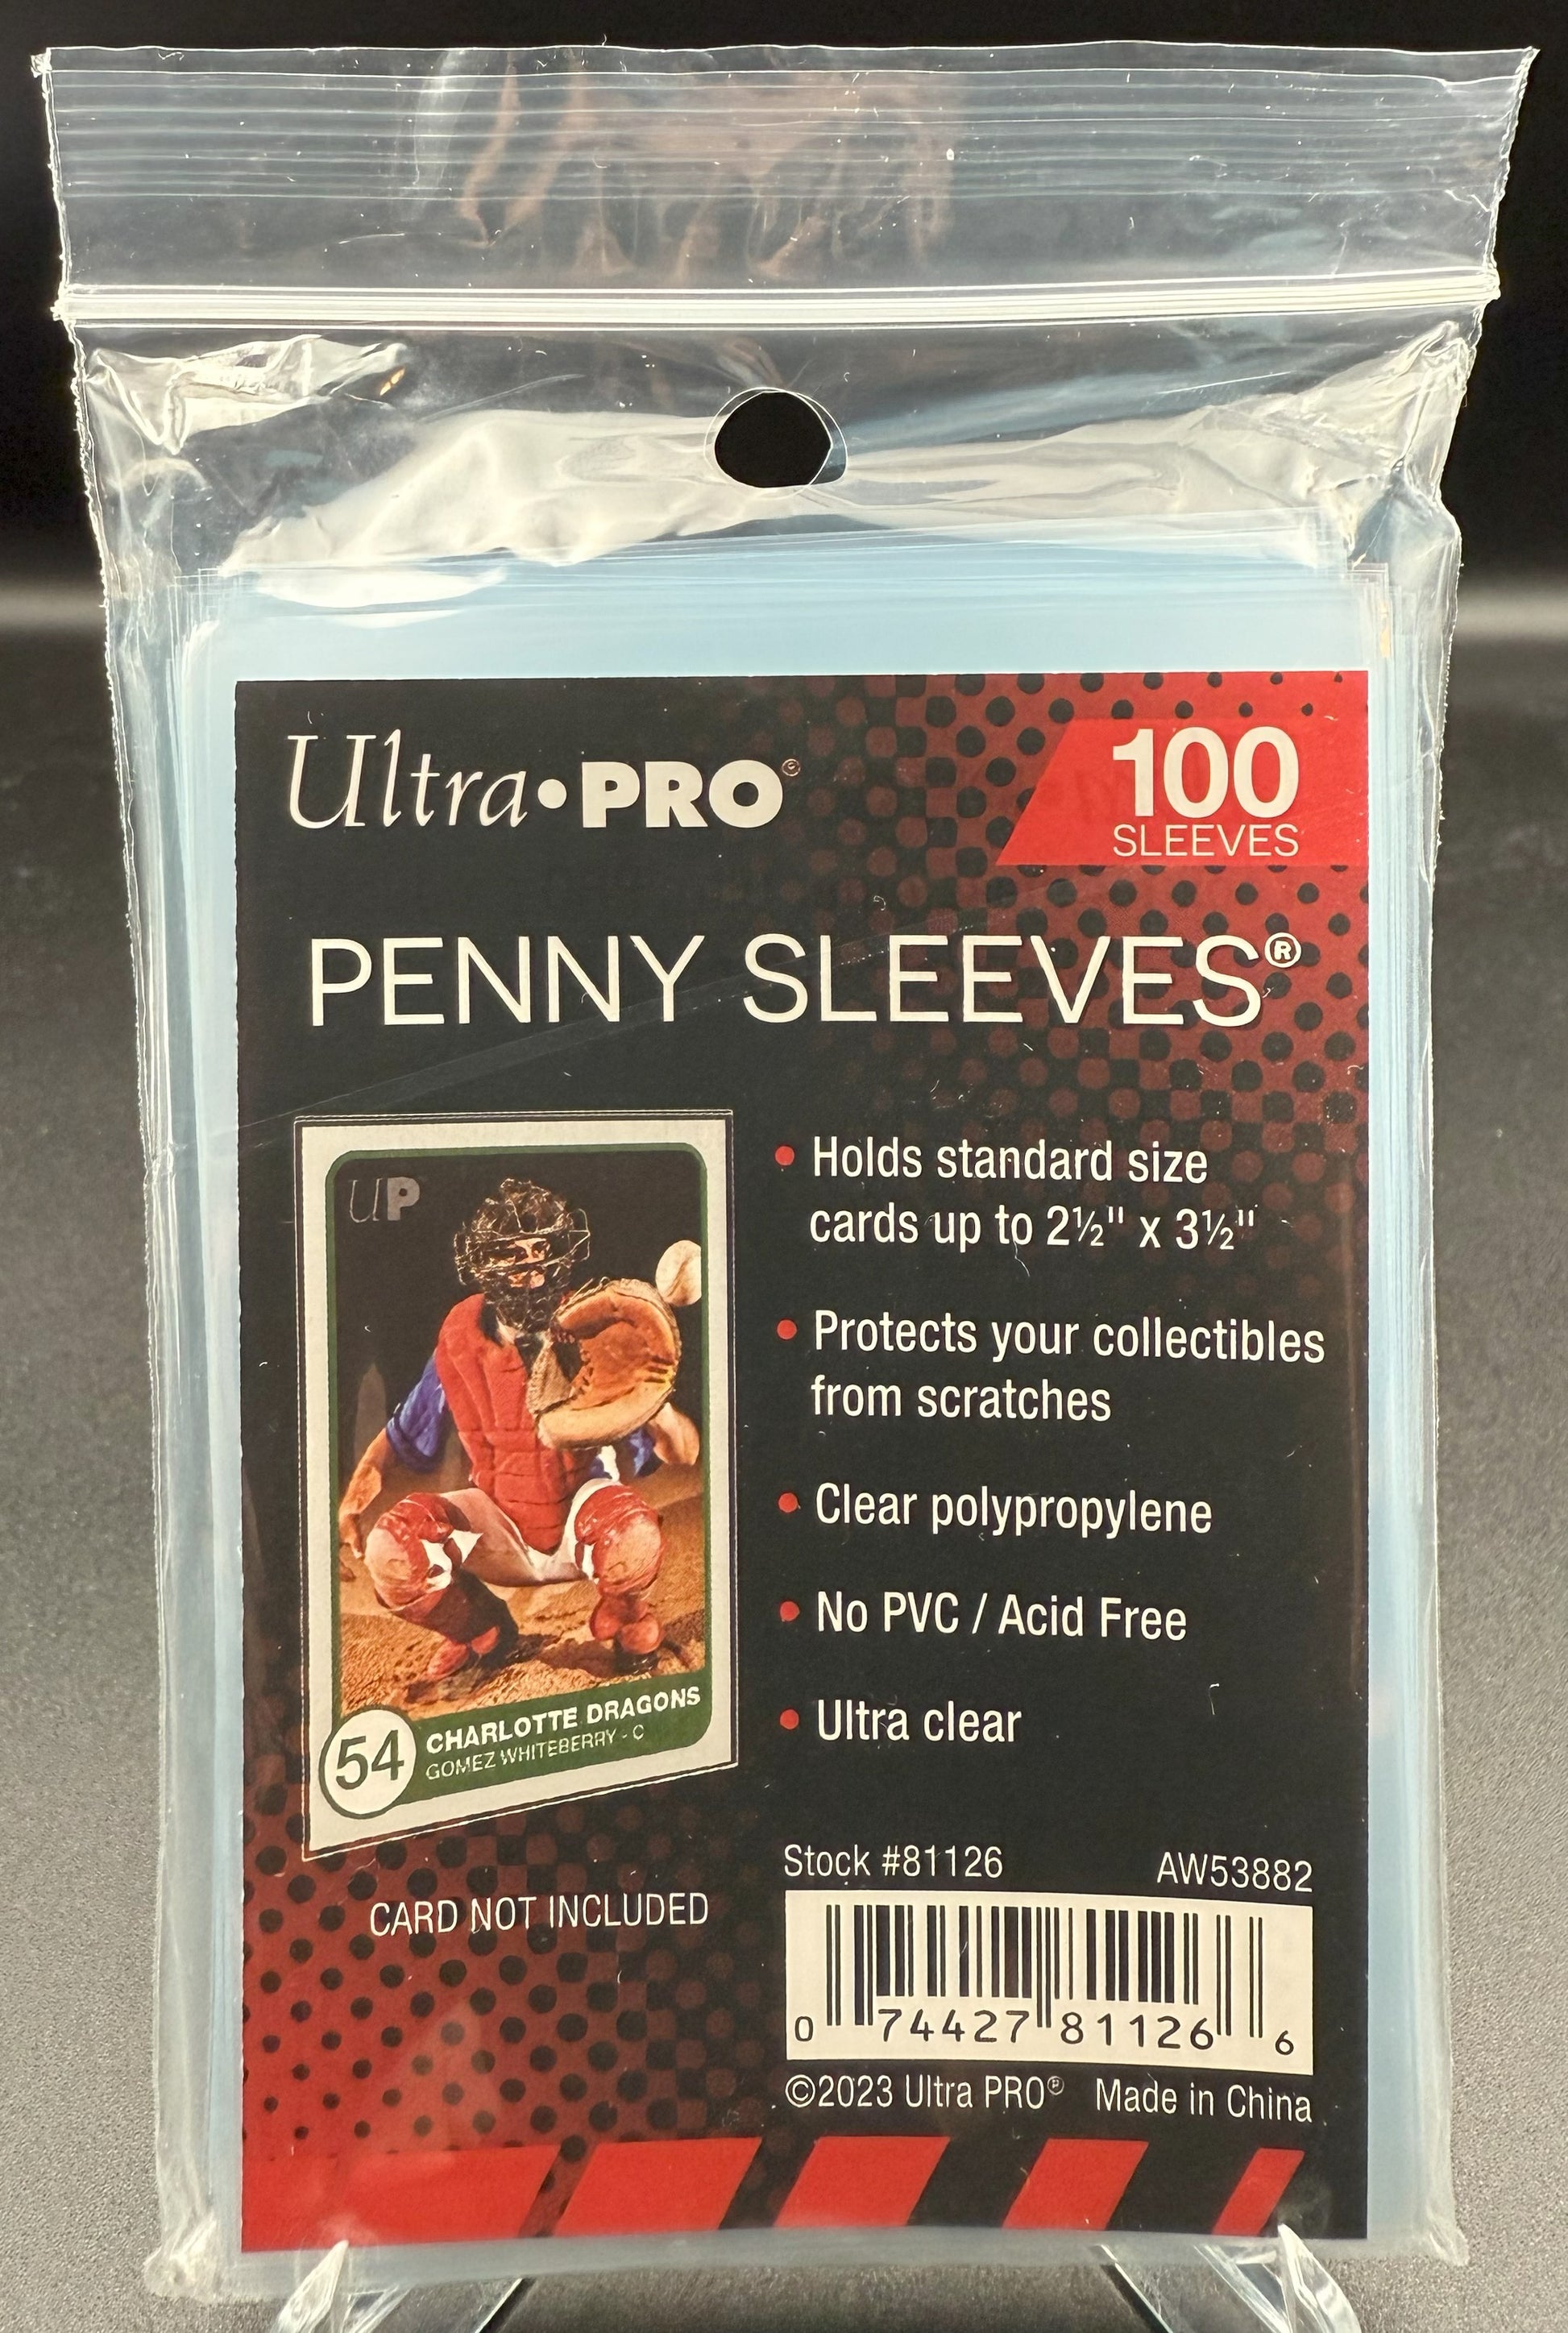 Ultra•PRO®
100
SLEEVES
PENNY SLEEVES®
UP
54
CHARLOTTE DRAGONS
GOMEZ WHITEBERRY - C
CARD NOT INCLUDED
• Holds standard size
cards up to 2½" x 3½"
• Protects your collectibles
from scratches
• Clear polypropylene
• No PVC / Acid Free
• Ultra clear
Stock #81126 AW53882
0 74427 81126 6
©2023 Ultra PRO® Made in China